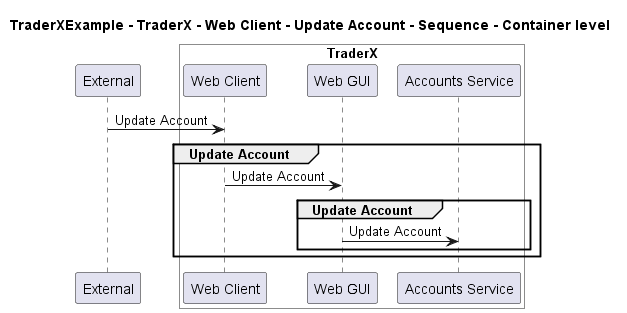 TraderXExample - TraderX - Web Client - Update Account - Sequence - Container level
TraderX
External Web Client Web GUI Accounts Service
Update Account
Update Account
Update Account
Update Account
Update Account
External Web Client Web GUI Accounts Service